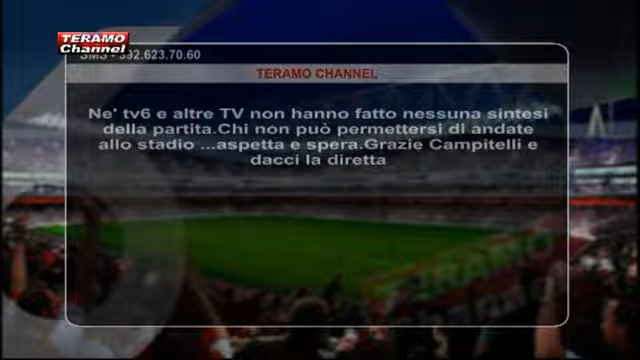 TERAMO
Channel
SMS - 392.623.70.60
TERAMO CHANNEL
Ne' tv6 e altre TV non hanno fatto nessuna sintesi
della partita.Chi non può permettersi di andate
allo stadio ...aspetta e spera.Grazie Campitelli e
dacci la diretta
TERAMO